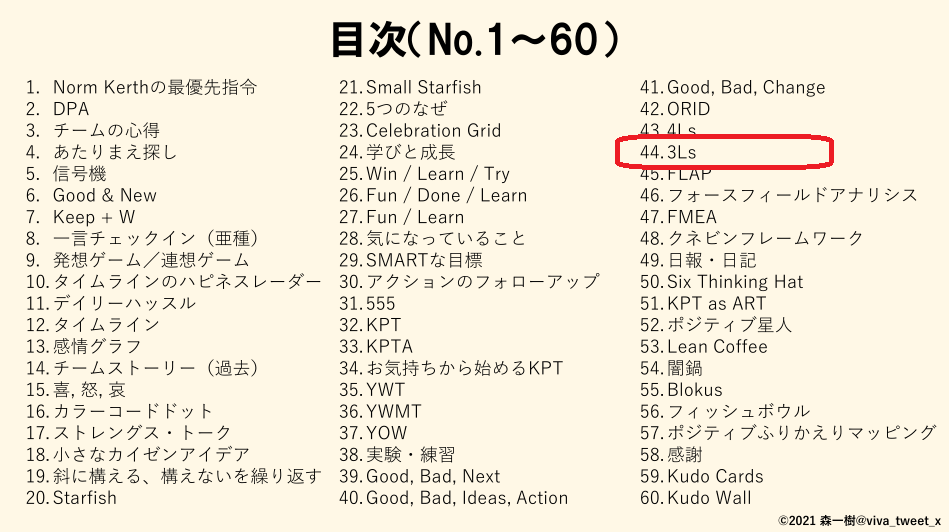 目次(No.1～60)
1. Norm Kerthの最優先指令
2. DPA
3. チームの心得
4. あたりまえ探し
5. 信号機
6. Good & New
7. Keep + W
8. 一言チェックイン（亜種）
9. 発想ゲーム／連想ゲーム
10. タイムラインのハピネスレーダー
11. デイリーハッスル
12. タイムライン
13. 感情グラフ
14. チームストーリー（過去）
15. 喜, 怒, 哀
16. カラーコードドット
17. ストレングス・トーク
18. 小さなカイゼンアイデア
19. 斜に構える、構えないを繰り返す
20. Starfish
21. Small Starfish
22. 5つのなぜ
23. Celebration Grid
24. 学びと成長
25. Win / Learn / Try
26. Fun / Done / Learn
27. Fun / Learn
28. 気になっていること
29. SMARTな目標
30. アクションのフォローアップ
31. 555
32. KPT
33. KPTA
34. お気持ちから始めるKPT
35. YWT
36. YWMT
37. YOW
38. 実験・練習
39. Good, Bad, Next
40. Good, Bad, Ideas, Action
41. Good, Bad, Change
42. ORID
43. 4Ls
44. 3Ls
45. FLAP
46. フォースフィールドアナリシス
47. FMEA
48. クネビンフレームワーク
49. 日報・日記
50. Six Thinking Hat
51. KPT as ART
52. ポジティブ星人
53. Lean Coffee
54. 闇鍋
55. Blokus
56. フィッシュボウル
57. ポジティブふりかえりマッピング
58. 感謝
59. Kudo Cards
60. Kudo Wall
©2021 森一樹@viva_tweet_x